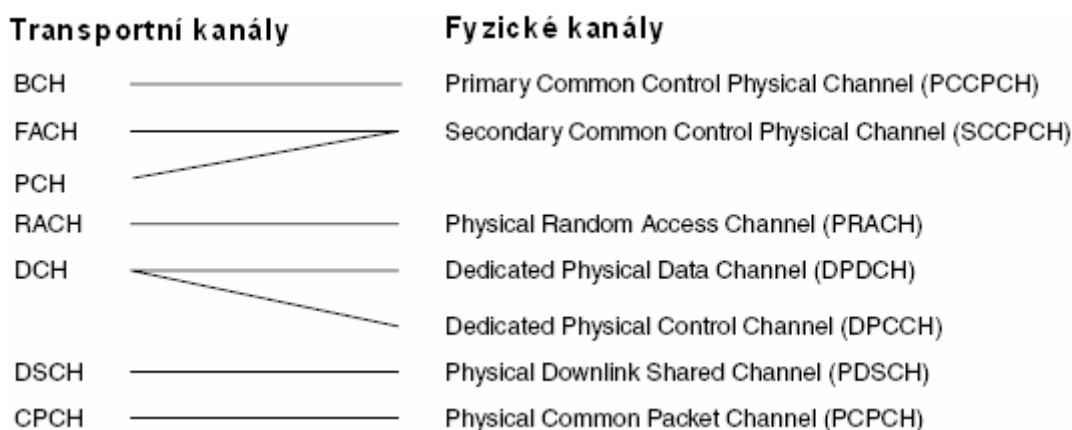 Transportní kanály Fyzické kanály
BCH Primary Common Control Physical Channel (PCCPCH)
FACH Secondary Common Control Physical Channel (SCCPCH)
PCH
RACH Physical Random Access Channel (PRACH)
DCH Dedicated Physical Data Channel (DPDCH)
Dedicated Physical Control Channel (DPCCH)
DSCH Physical Downlink Shared Channel (PDSCH)
CPCH Physical Common Packet Channel (PCPCH)